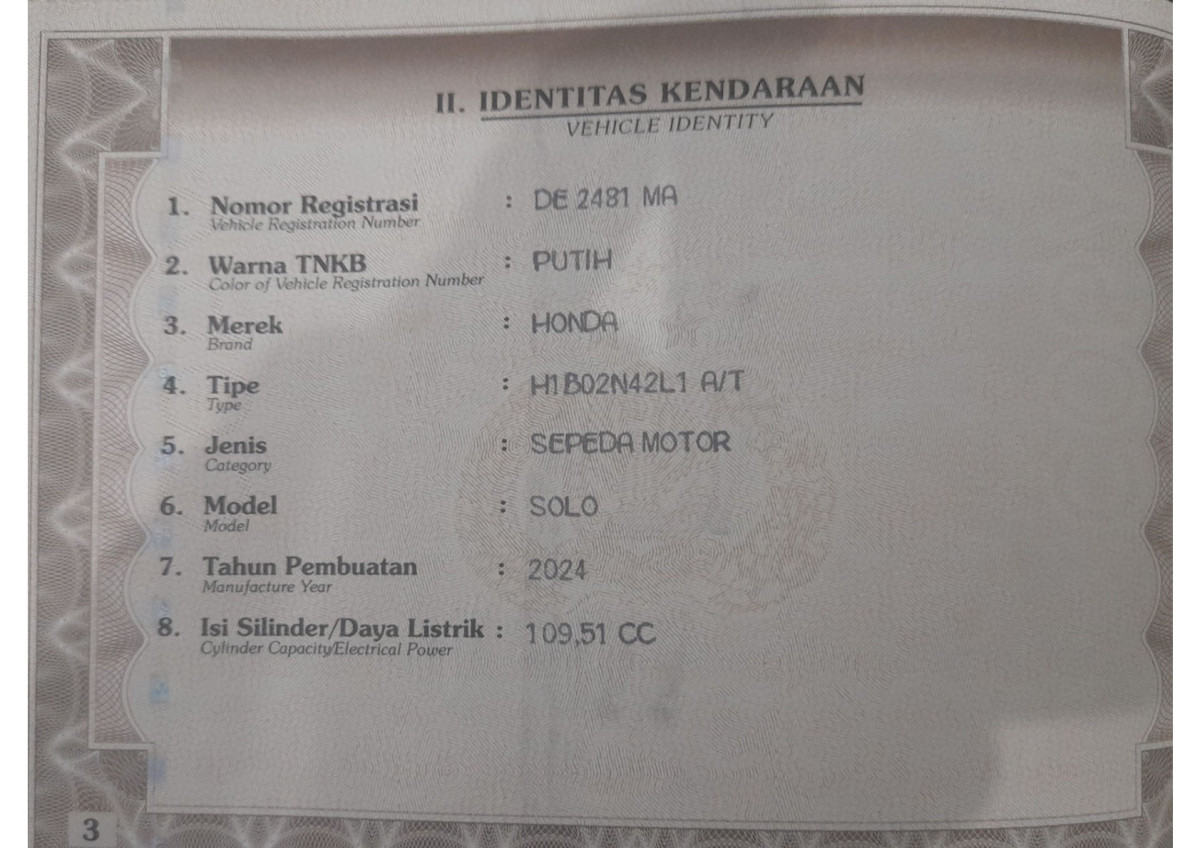 II. IDENTITAS KENDARAAN
VEHICLE IDENTITY
1. Nomor Registrasi : DE 2481 MA
Vehicle Registration Number
2. Warna TNKB : PUTIH
Color of Vehicle Registration Number
3. Merek : HONDA
Brand
4. Tipe : H1B02N42L1 A/T
Type
5. Jenis : SEPEDA MOTOR
Category
6. Model : SOLO
Model
7. Tahun Pembuatan : 2024
Manufacture Year
8. Isi Silinder/Daya Listrik : 109,51 CC
Cylinder Capacity/Electrical Power
3